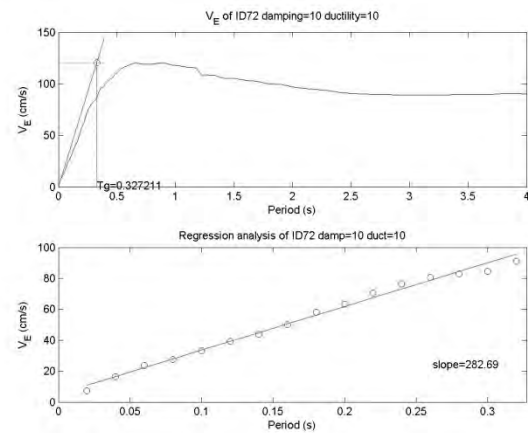 V_E of ID72 damping=10 ductility=10
150
100
50
0
V_E (cm/s)
Tg=0.327211
0 0.5 1 1.5 2 2.5 3 3.5 4
Period (s)
Regression analysis of ID72 damp=10 duct=10
100
80
60
40
20
0
V_E (cm/s)
slope=282.69
0 0.05 0.1 0.15 0.2 0.25 0.3
Period (s)